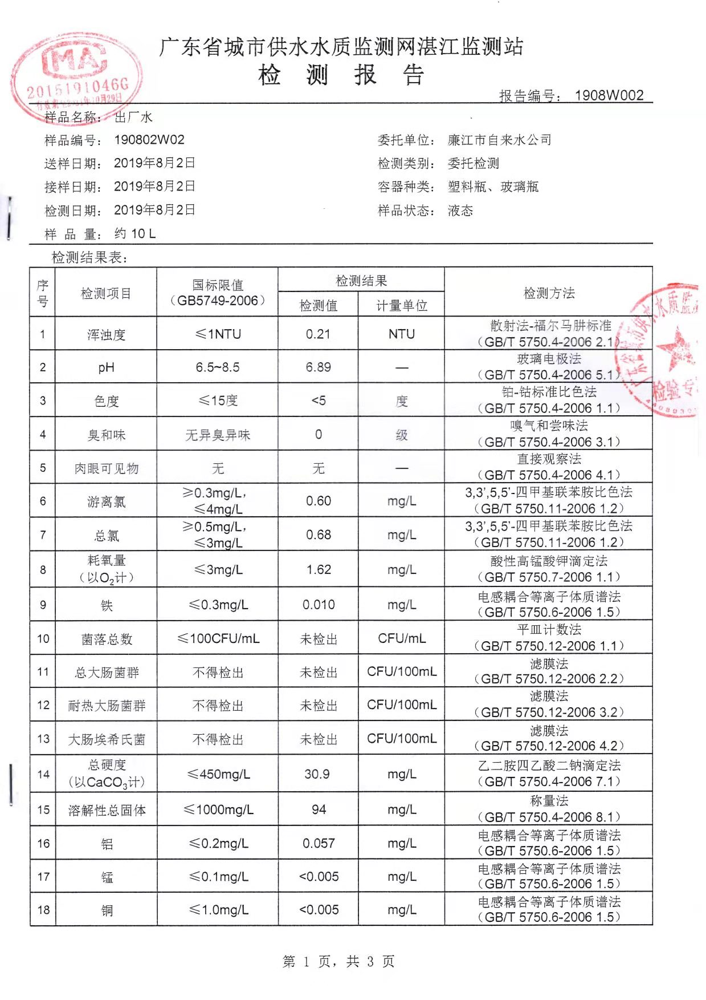 广东省城市供水水质监测网湛江监测站
检 测 报 告
MA
2015191046G
报告编号： 1908W002
样品名称： 出厂水
样品编号： 190802W02 委托单位： 廉江市自来水公司
送样日期： 2019年8月2日 检测类别： 委托检测
接样日期： 2019年8月2日 容器种类： 塑料瓶、玻璃瓶
检测日期： 2019年8月2日 样品状态： 液态
样 品 量： 约 10 L
检测结果表：
序号 检测项目 国标限值（GB5749-2006） 检测结果 检测方法
检测值 计量单位
1 浑浊度 ≤1NTU 0.21 NTU 散射法-福尔马肼标准（GB/T 5750.4-2006 2.1）
2 pH 6.5~8.5 6.89 — 玻璃电极法（GB/T 5750.4-2006 5.1）
3 色度 ≤15度 <5 度 铂-钴标准比色法（GB/T 5750.4-2006 1.1）
4 臭和味 无异臭异味 0 级 嗅气和尝味法（GB/T 5750.4-2006 3.1）
5 肉眼可见物 无 无 — 直接观察法（GB/T 5750.4-2006 4.1）
6 游离氯 ≥0.3mg/L，≤4mg/L 0.60 mg/L 3,3',5,5'-四甲基联苯胺比色法（GB/T 5750.11-2006 1.2）
7 总氯 ≥0.5mg/L，≤3mg/L 0.68 mg/L 3,3',5,5'-四甲基联苯胺比色法（GB/T 5750.11-2006 1.2）
8 耗氧量（以O₂计） ≤3mg/L 1.62 mg/L 酸性高锰酸钾滴定法（GB/T 5750.7-2006 1.1）
9 铁 ≤0.3mg/L 0.010 mg/L 电感耦合等离子体质谱法（GB/T 5750.6-2006 1.5）
10 菌落总数 ≤100CFU/mL 未检出 CFU/mL 平皿计数法（GB/T 5750.12-2006 1.1）
11 总大肠菌群 不得检出 未检出 CFU/100mL 滤膜法（GB/T 5750.12-2006 2.2）
12 耐热大肠菌群 不得检出 未检出 CFU/100mL 滤膜法（GB/T 5750.12-2006 3.2）
13 大肠埃希氏菌 不得检出 未检出 CFU/100mL 滤膜法（GB/T 5750.12-2006 4.2）
14 总硬度（以CaCO₃计） ≤450mg/L 30.9 mg/L 乙二胺四乙酸二钠滴定法（GB/T 5750.4-2006 7.1）
15 溶解性总固体 ≤1000mg/L 94 mg/L 称量法（GB/T 5750.4-2006 8.1）
16 铝 ≤0.2mg/L 0.057 mg/L 电感耦合等离子体质谱法（GB/T 5750.6-2006 1.5）
17 锰 ≤0.1mg/L <0.005 mg/L 电感耦合等离子体质谱法（GB/T 5750.6-2006 1.5）
18 铜 ≤1.0mg/L <0.005 mg/L 电感耦合等离子体质谱法（GB/T 5750.6-2006 1.5）
检验专
第 1 页，共 3 页